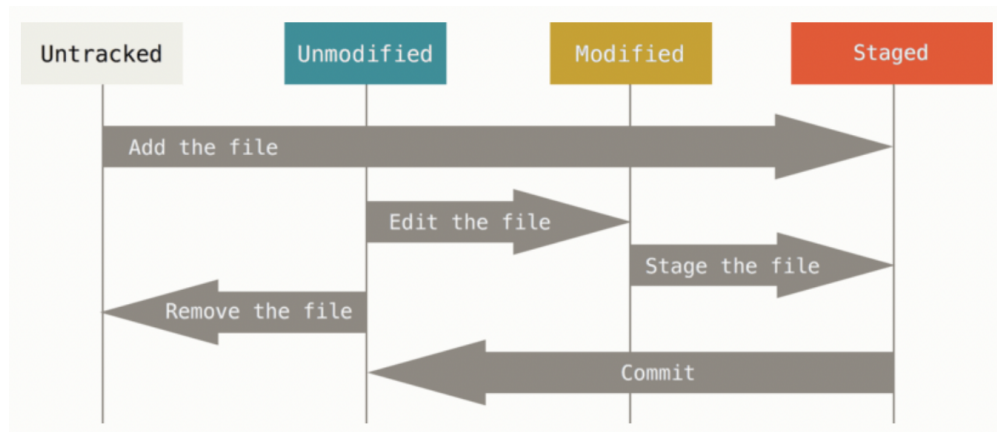 Untracked
Unmodified
Modified
Staged
Add the file
Edit the file
Stage the file
Remove the file
Commit